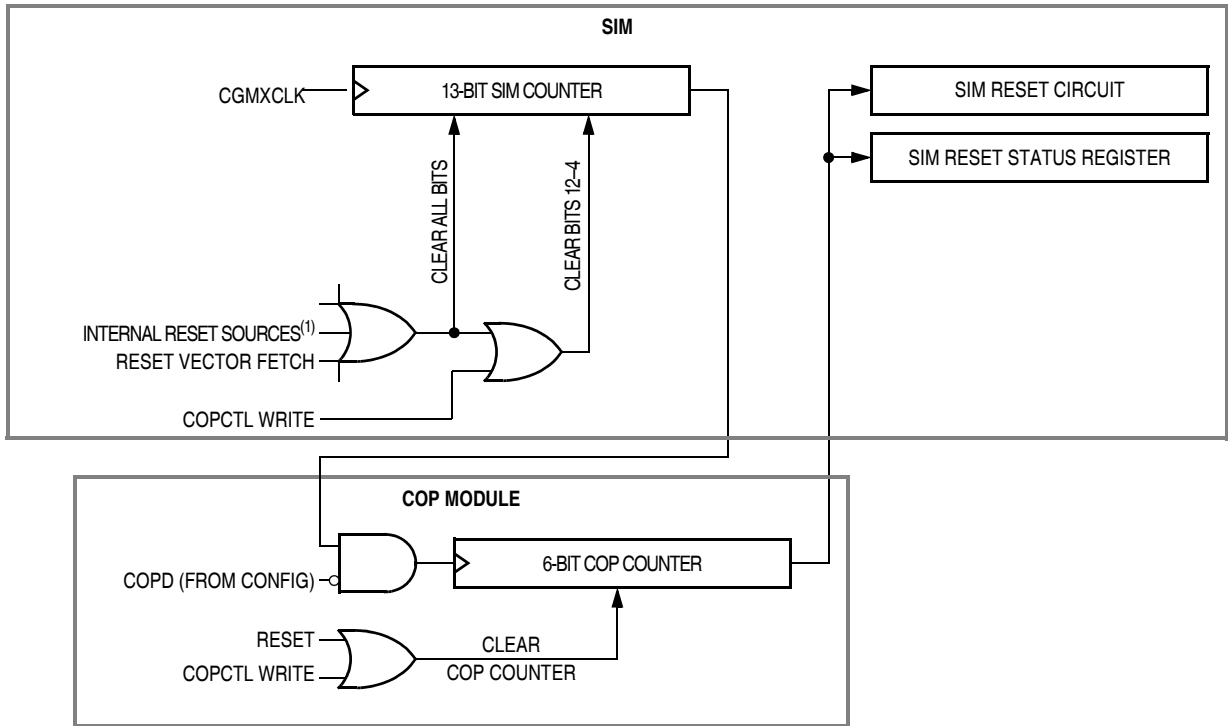 SIM
CGMXCLK
13-BIT SIM COUNTER
SIM RESET CIRCUIT
SIM RESET STATUS REGISTER
CLEAR ALL BITS
CLEAR BITS 12–4
INTERNAL RESET SOURCES(1)
RESET VECTOR FETCH
COPCTL WRITE
COP MODULE
6-BIT COP COUNTER
COPD (FROM CONFIG)
RESET
COPCTL WRITE
CLEAR
COP COUNTER